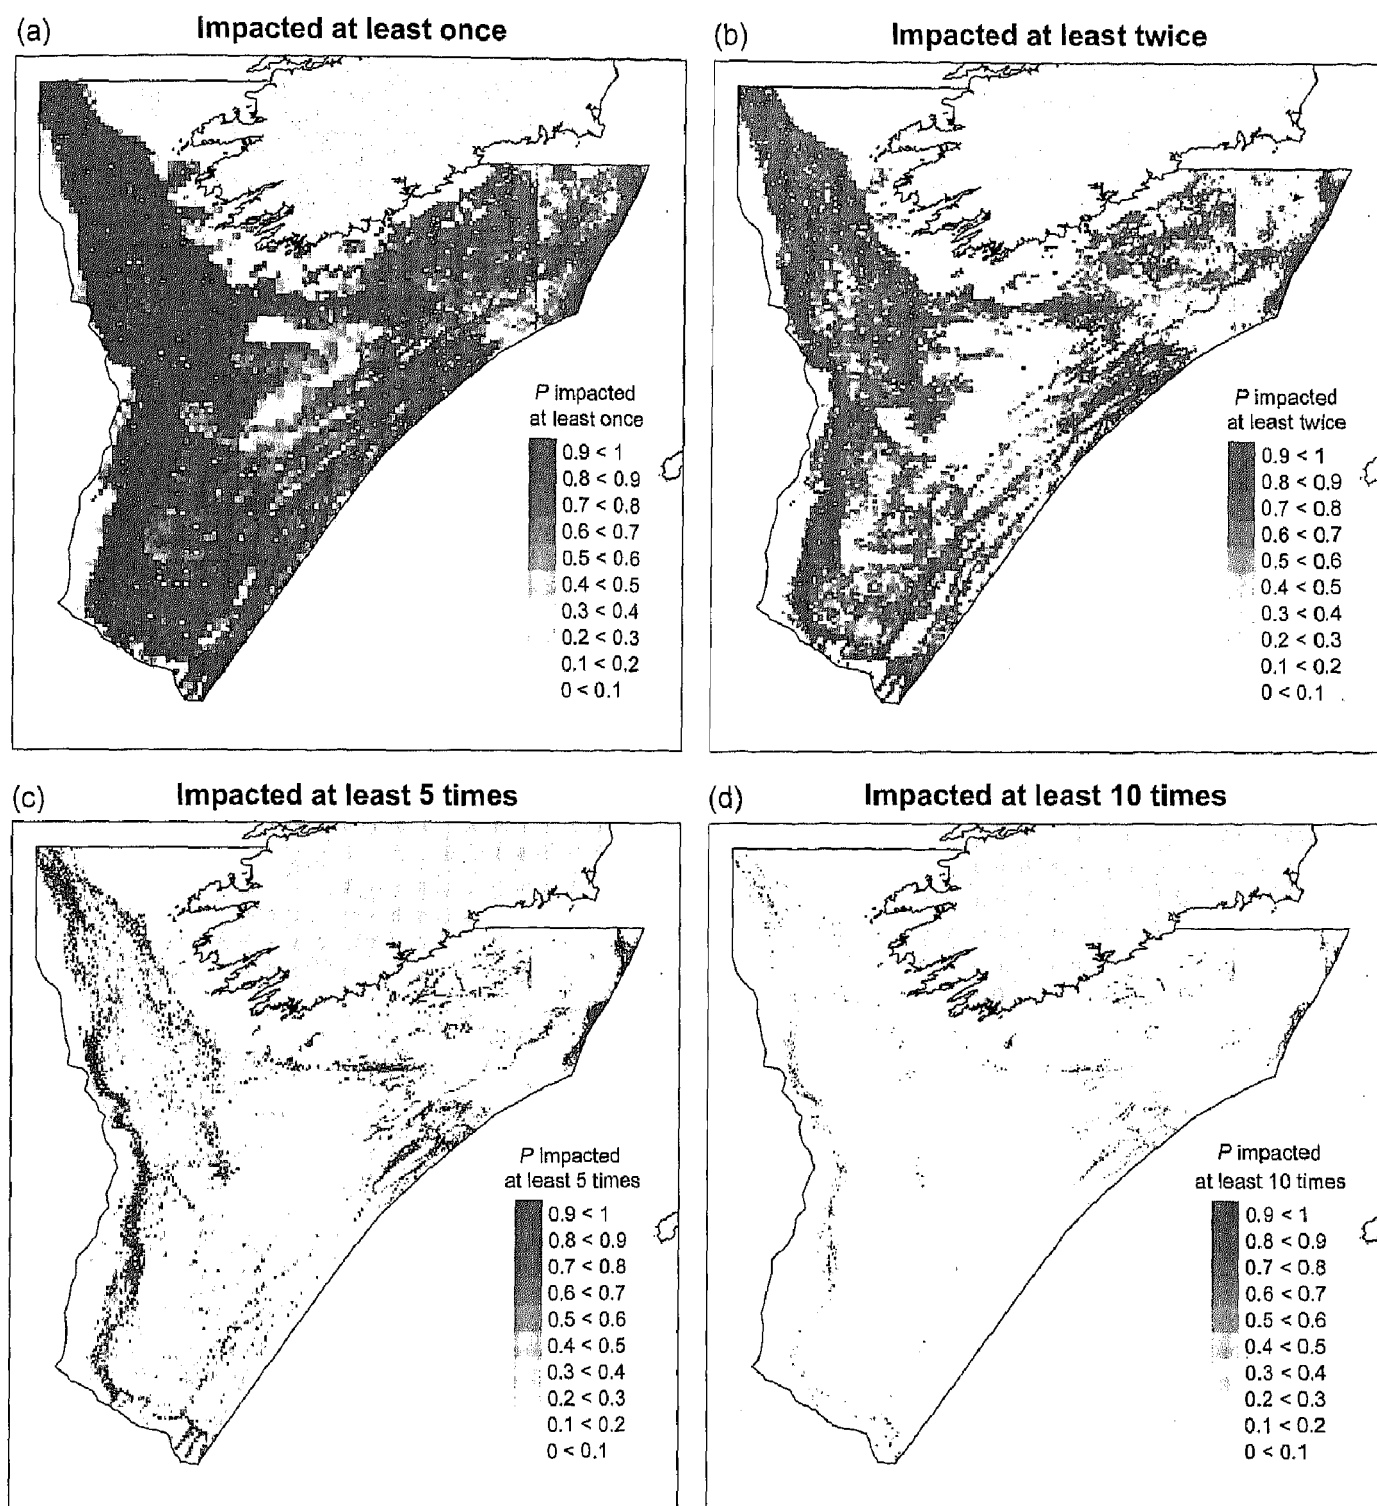 (a) Impacted at least once
P impacted
at least once
0.9 < 1
0.8 < 0.9
0.7 < 0.8
0.6 < 0.7
0.5 < 0.6
0.4 < 0.5
0.3 < 0.4
0.2 < 0.3
0.1 < 0.2
0 < 0.1
(b) Impacted at least twice
P impacted
at least twice
0.9 < 1
0.8 < 0.9
0.7 < 0.8
0.6 < 0.7
0.5 < 0.6
0.4 < 0.5
0.3 < 0.4
0.2 < 0.3
0.1 < 0.2
0 < 0.1
(c) Impacted at least 5 times
P impacted
at least 5 times
0.9 < 1
0.8 < 0.9
0.7 < 0.8
0.6 < 0.7
0.5 < 0.6
0.4 < 0.5
0.3 < 0.4
0.2 < 0.3
0.1 < 0.2
0 < 0.1
(d) Impacted at least 10 times
P impacted
at least 10 times
0.9 < 1
0.8 < 0.9
0.7 < 0.8
0.6 < 0.7
0.5 < 0.6
0.4 < 0.5
0.3 < 0.4
0.2 < 0.3
0.1 < 0.2
0 < 0.1